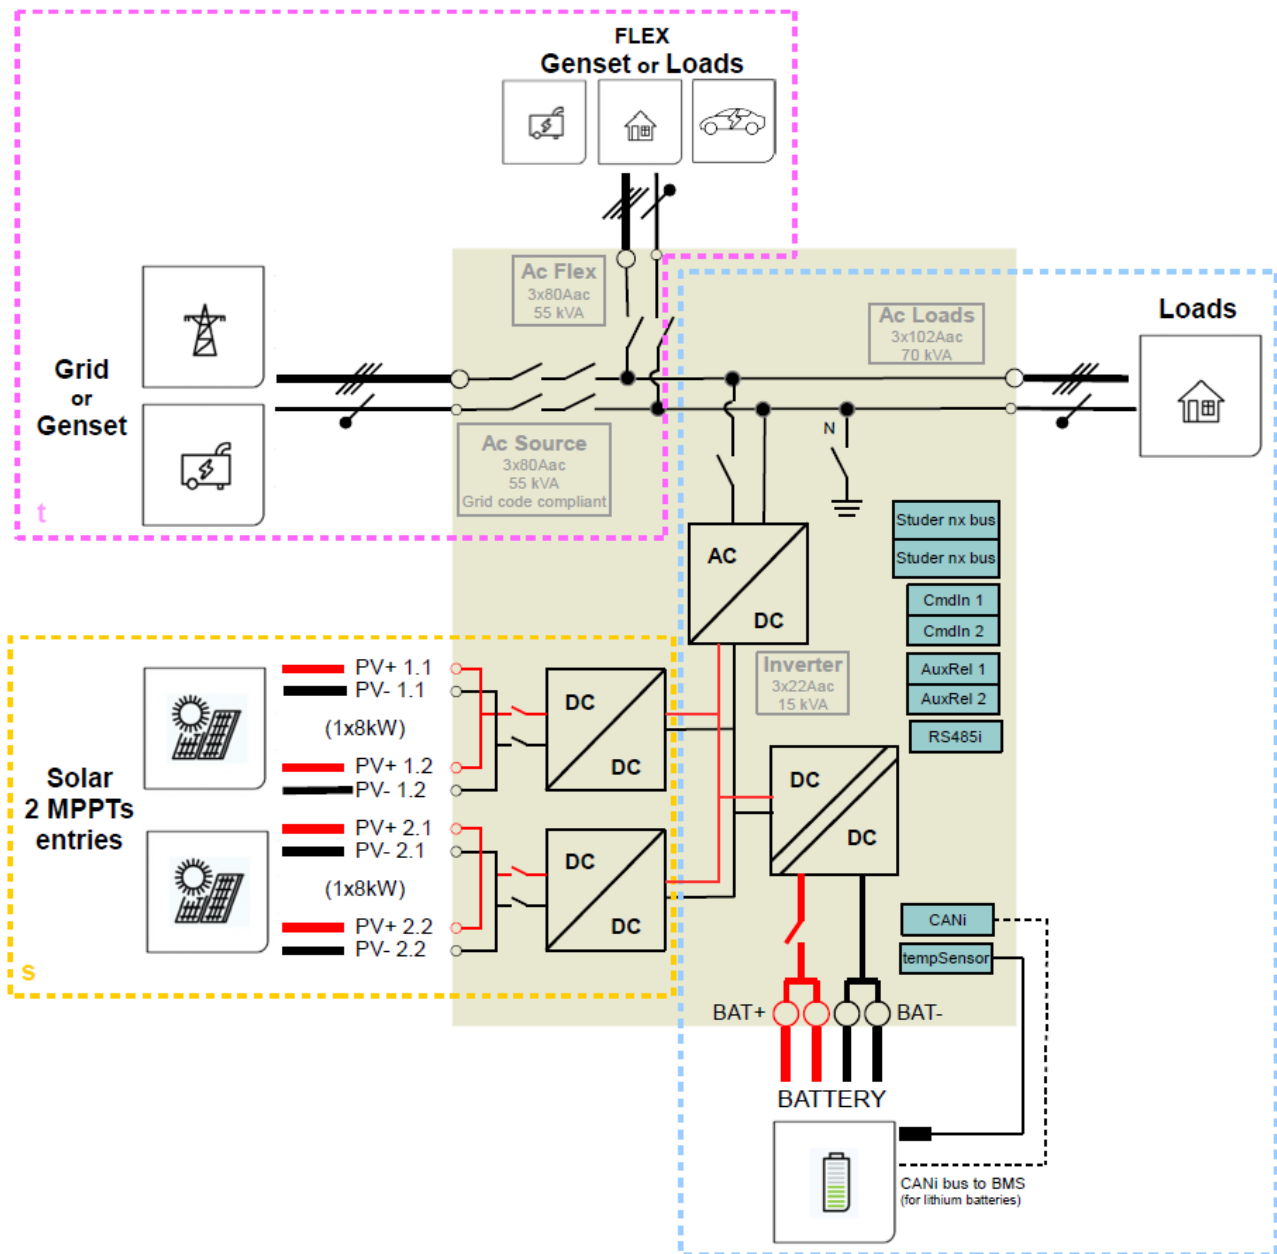 FLEX
Genset or Loads
Ac Flex
3x80Aac
55 kVA
Ac Loads
3x102Aac
70 kVA
Loads
Grid
or
Genset
Ac Source
3x80Aac
55 kVA
Grid code compliant
t
N
Studer nx bus
Studer nx bus
CmdIn 1
CmdIn 2
AuxRel 1
AuxRel 2
RS485i
AC
DC
Inverter
3x22Aac
15 kVA
Solar
2 MPPTs
entries
PV+ 1.1
PV- 1.1
(1x8kW)
PV+ 1.2
PV- 1.2
PV+ 2.1
PV- 2.1
(1x8kW)
PV+ 2.2
PV- 2.2
s
DC
DC
DC
DC
DC
DC
CANi
tempSensor
BAT+
BAT-
BATTERY
CANi bus to BMS
(for lithium batteries)